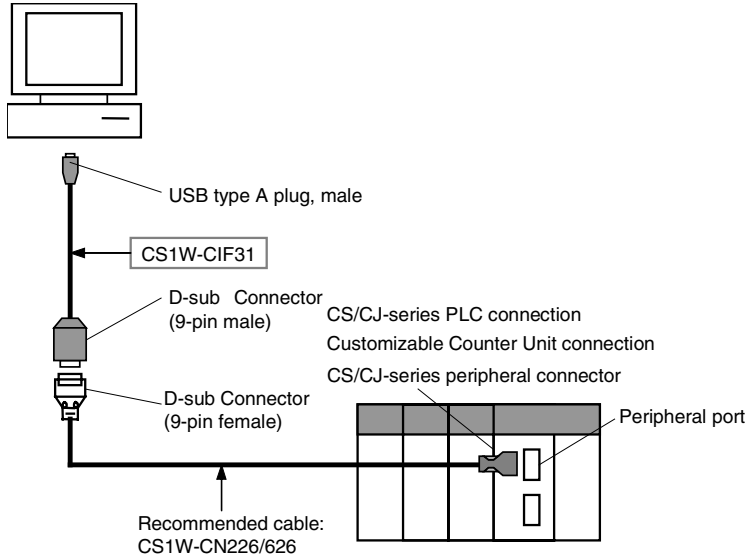 USB type A plug, male
CS1W-CIF31
D-sub Connector
(9-pin male)
CS/CJ-series PLC connection
Customizable Counter Unit connection
CS/CJ-series peripheral connector
D-sub Connector
(9-pin female)
Peripheral port
Recommended cable:
CS1W-CN226/626